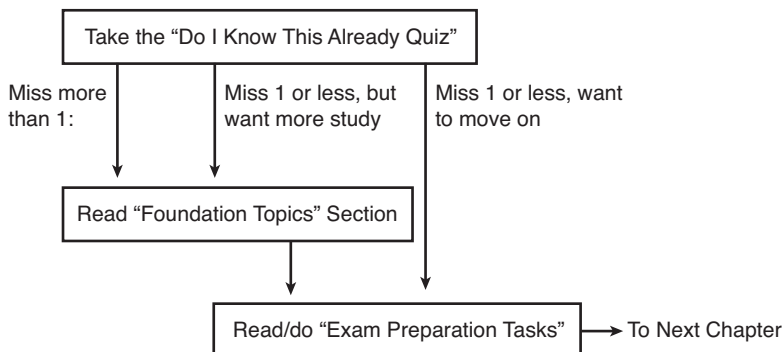 Take the “Do I Know This Already Quiz”
Miss more
than 1:
Miss 1 or less, but
want more study
Miss 1 or less, want
to move on
Read “Foundation Topics” Section
Read/do “Exam Preparation Tasks”
To Next Chapter